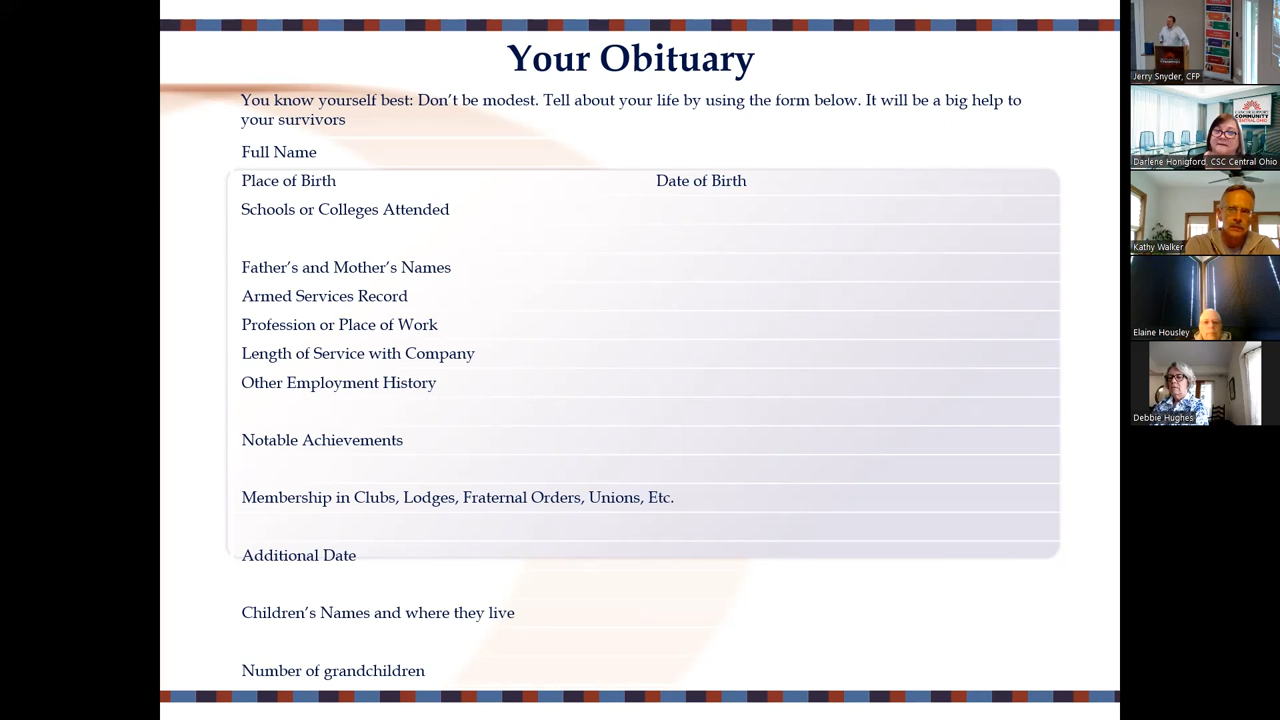 Your Obituary
You know yourself best: Don't be modest. Tell about your life by using the form below. It will be a big help to
your survivors
Full Name
Place of Birth Date of Birth
Schools or Colleges Attended
Father's and Mother's Names
Armed Services Record
Profession or Place of Work
Length of Service with Company
Other Employment History
Notable Achievements
Membership in Clubs, Lodges, Fraternal Orders, Unions, Etc.
Additional Date
Children's Names and where they live
Number of grandchildren
Jerry Snyder, CFP
COMMUNITY
CENTRAL OHIO
Darlene Honigford, CSC Central Ohio
Kathy Walker
Elaine Housley
Debbie Hughes